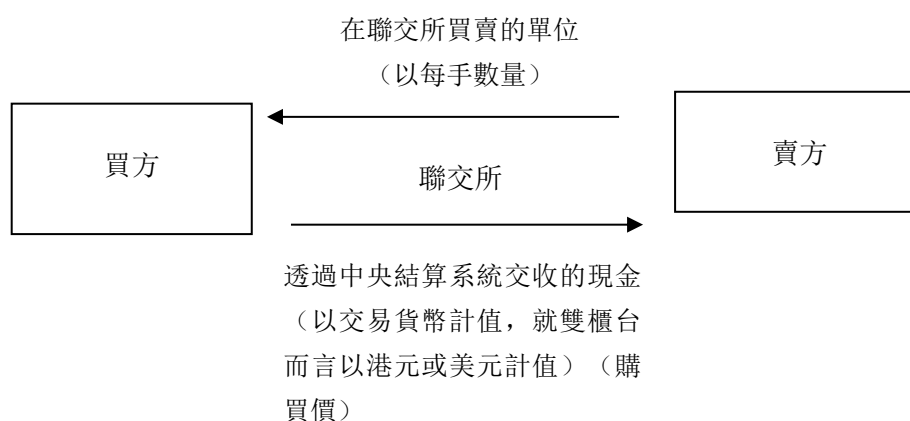 在聯交所買賣的單位
（以每手數量）
買方
賣方
聯交所
透過中央結算系統交收的現金
（以交易貨幣計值，就雙櫃台
而言以港元或美元計值）（購
買價）